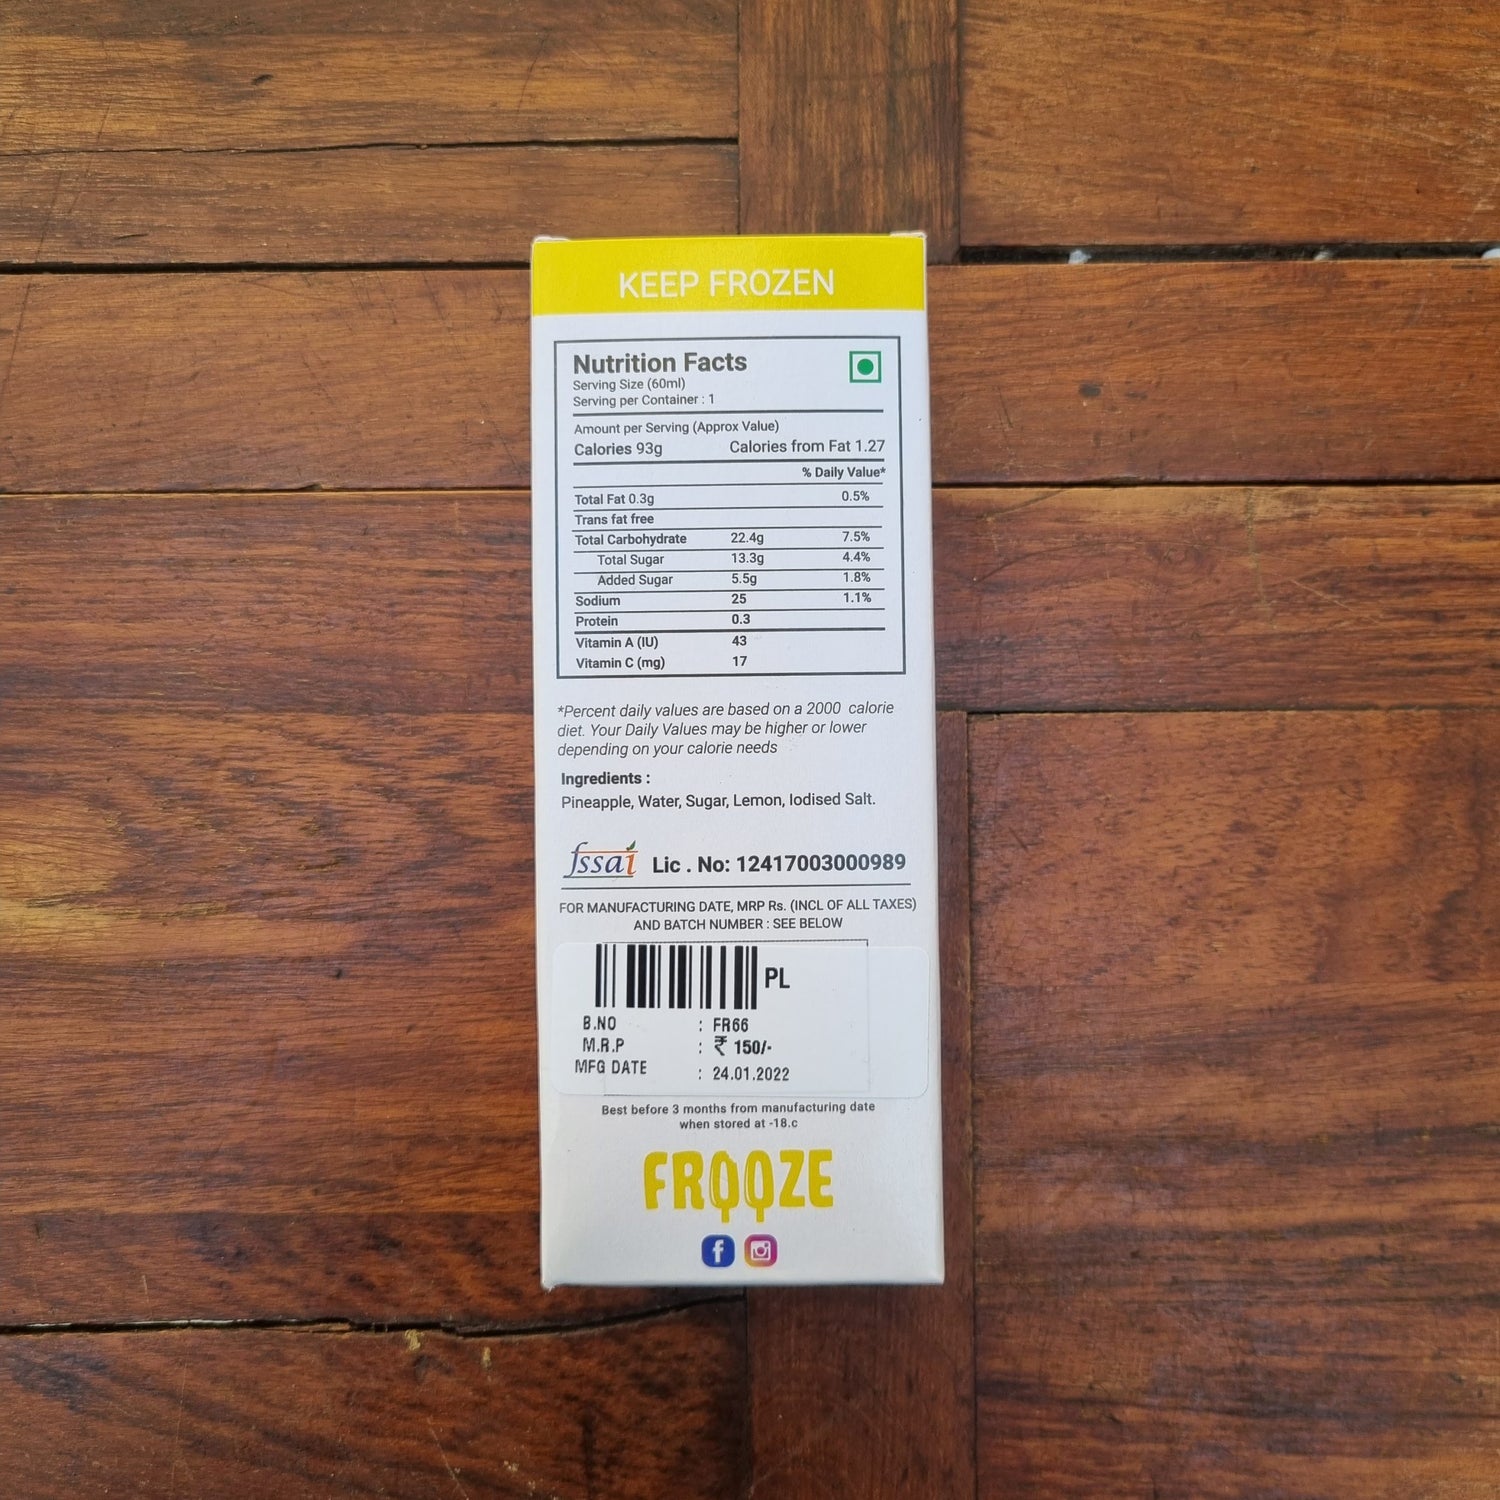 KEEP FROZEN
Nutrition Facts
Serving Size (60ml)
Serving per Container : 1
Amount per Serving (Approx Value)
Calories 93g Calories from Fat 1.27
% Daily Value*
Total Fat 0.3g 0.5%
Trans fat free
Total Carbohydrate 22.4g 7.5%
Total Sugar 13.3g 4.4%
Added Sugar 5.5g 1.8%
Sodium 25 1.1%
Protein 0.3
Vitamin A (IU) 43
Vitamin C (mg) 17
*Percent daily values are based on a 2000 calorie
diet. Your Daily Values may be higher or lower
depending on your calorie needs
Ingredients :
Pineapple, Water, Sugar, Lemon, Iodised Salt.
fssai Lic . No: 12417003000989
FOR MANUFACTURING DATE, MRP Rs. (INCL OF ALL TAXES)
AND BATCH NUMBER : SEE BELOW
PL
B.NO : FR66
M.R.P : ₹ 150/-
MFG DATE : 24.01.2022
Best before 3 months from manufacturing date
when stored at -18.c
FROOZE